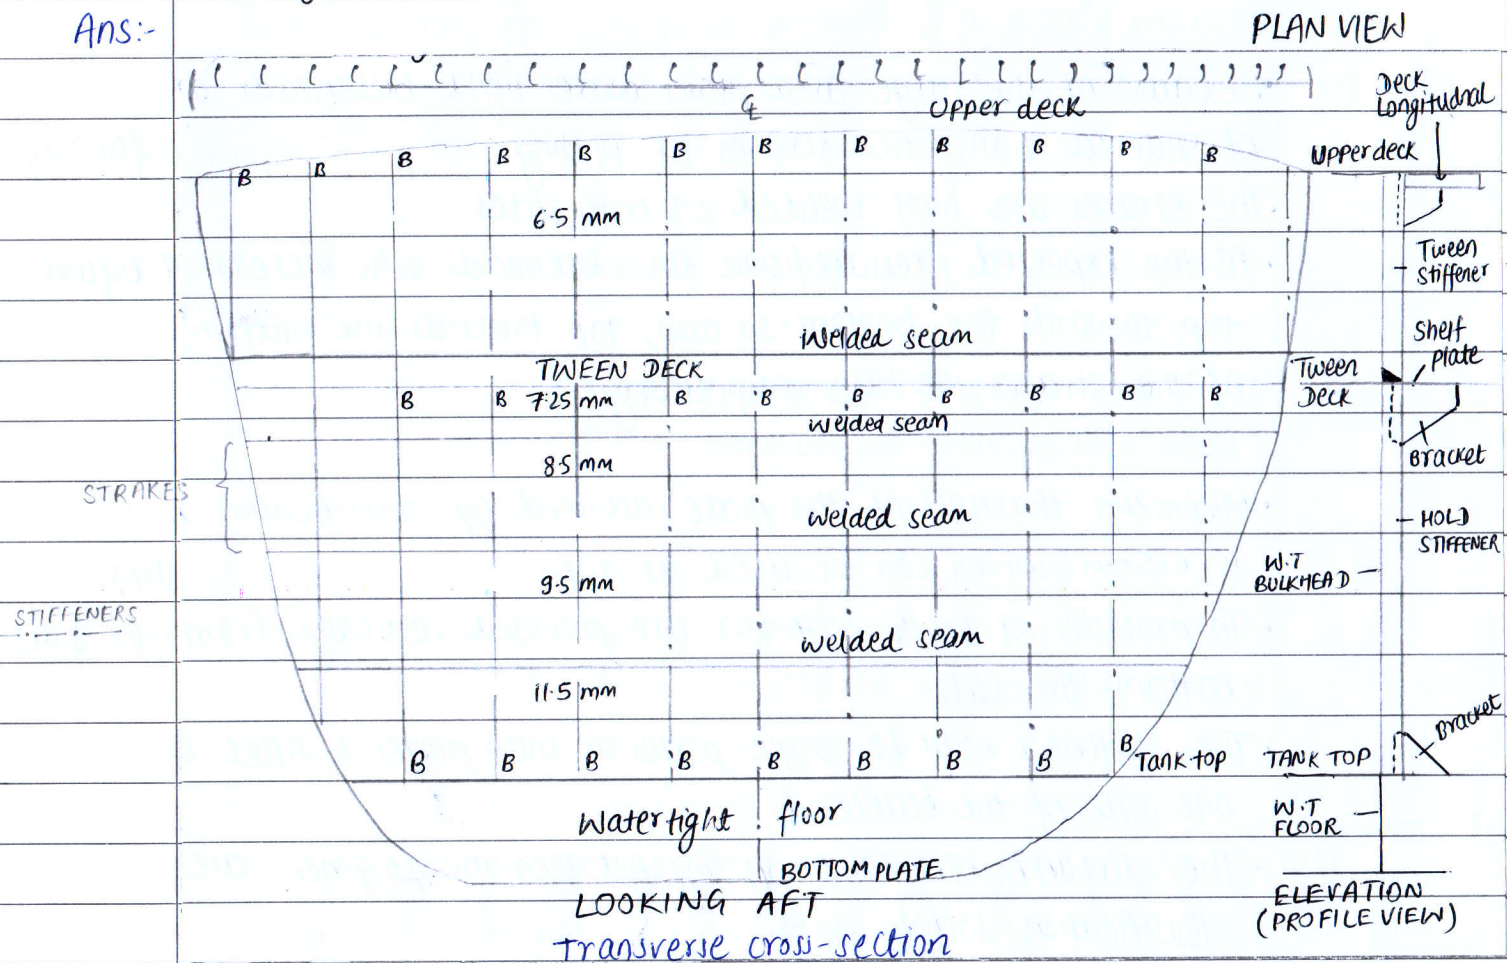 Ans:-
PLAN VIEW
℄ Upper deck
Deck Longitudnal
B B B B B B B B B B B B
Upper deck
6.5 mm
Tween Stiffener
Welded seam
Shelf plate
TWEEN DECK
Tween Deck
B B 7.25 mm B B B B B B B
welded seam
Bracket
8.5 mm
STRAKES
welded seam
HOLD STIFFENER
9.5 mm
W.T BULKHEAD
STIFFENERS
welded seam
11.5 mm
Bracket
B B B B B B B B B
Tank top
TANK TOP
Watertight floor
W.T FLOOR
BOTTOM PLATE
LOOKING AFT
ELEVATION
(PROFILE VIEW)
Transverse cross-section